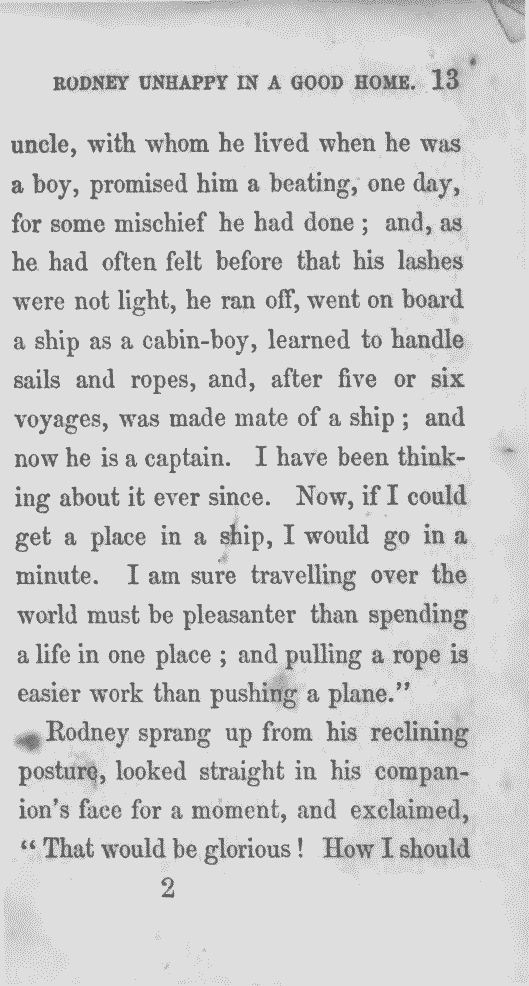 RODNEY UNHAPPY IN A GOOD HOME. 13
uncle, with whom he lived when he was
a boy, promised him a beating, one day,
for some mischief he had done ; and, as
he had often felt before that his lashes
were not light, he ran off, went on board
a ship as a cabin-boy, learned to handle
sails and ropes, and, after five or six
voyages, was made mate of a ship ; and
now he is a captain. I have been think-
ing about it ever since. Now, if I could
get a place in a ship, I would go in a
minute. I am sure travelling over the
world must be pleasanter than spending
a life in one place ; and pulling a rope is
easier work than pushing a plane."
Rodney sprang up from his reclining
posture, looked straight in his compan-
ion's face for a moment, and exclaimed,
" That would be glorious ! How I should
2